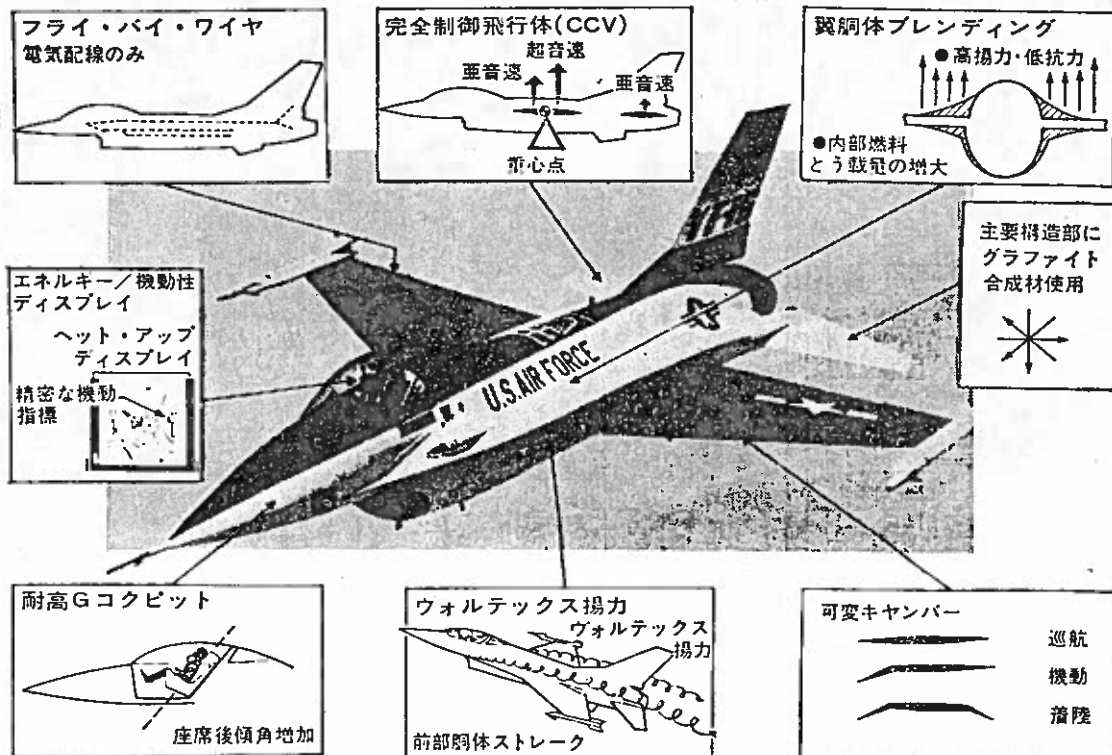 フライ・バイ・ワイヤ
電気配線のみ
完全制御飛行体(CCV)
超音速
亜音速
亜音速
重心点
翼胴体ブレンディング
●高揚力・低抗力
●内部燃料
とう載量の増大
主要構造部に
グラファイト
合成材使用
エネルキー/機動性
ディスプレイ
ヘット・アップ
ディスプレイ
精密な機動
指標
U.S.AIR FORCE
耐高Gコクピット
座席後傾角増加
ウォルテックス揚力
ヴォルテックス
揚力
前部胴体ストレーク
可変キャンバー
巡航
機動
着陸